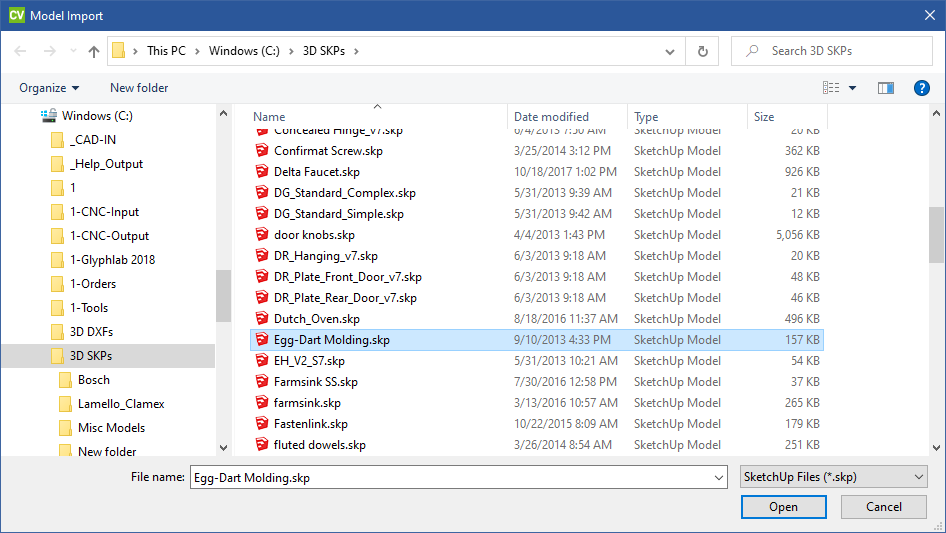 CV Model Import
This PC > Windows (C:) > 3D SKPs >
Search 3D SKPs
Organize
New folder
?
Windows (C:)
_CAD-IN
_Help_Output
1
1-CNC-Input
1-CNC-Output
1-Glyphlab 2018
1-Orders
1-Tools
3D DXFs
3D SKPs
Bosch
Lamello_Clamex
Misc Models
New folder
Name Date modified Type Size
Concealed Hinge_v7.skp 6/4/2013 7:50 AM SketchUp Model 20 KB
Confirmat Screw.skp 3/25/2014 3:12 PM SketchUp Model 362 KB
Delta Faucet.skp 10/18/2017 1:02 PM SketchUp Model 926 KB
DG_Standard_Complex.skp 5/31/2013 9:39 AM SketchUp Model 21 KB
DG_Standard_Simple.skp 5/31/2013 9:42 AM SketchUp Model 12 KB
door knobs.skp 4/4/2013 1:43 PM SketchUp Model 5,056 KB
DR_Hanging_v7.skp 6/3/2013 9:18 AM SketchUp Model 20 KB
DR_Plate_Front_Door_v7.skp 6/3/2013 9:18 AM SketchUp Model 48 KB
DR_Plate_Rear_Door_v7.skp 6/3/2013 9:18 AM SketchUp Model 46 KB
Dutch_Oven.skp 8/18/2016 11:37 AM SketchUp Model 496 KB
Egg-Dart Molding.skp 9/10/2013 4:33 PM SketchUp Model 157 KB
EH_V2_S7.skp 5/31/2013 10:21 AM SketchUp Model 54 KB
Farmsink SS.skp 7/30/2016 12:58 PM SketchUp Model 37 KB
farmsink.skp 3/13/2016 10:57 AM SketchUp Model 265 KB
Fastenlink.skp 10/22/2015 8:09 AM SketchUp Model 179 KB
fluted dowels.skp 3/26/2014 8:54 AM SketchUp Model 251 KB
File name: Egg-Dart Molding.skp
SketchUp Files (*.skp)
Open
Cancel